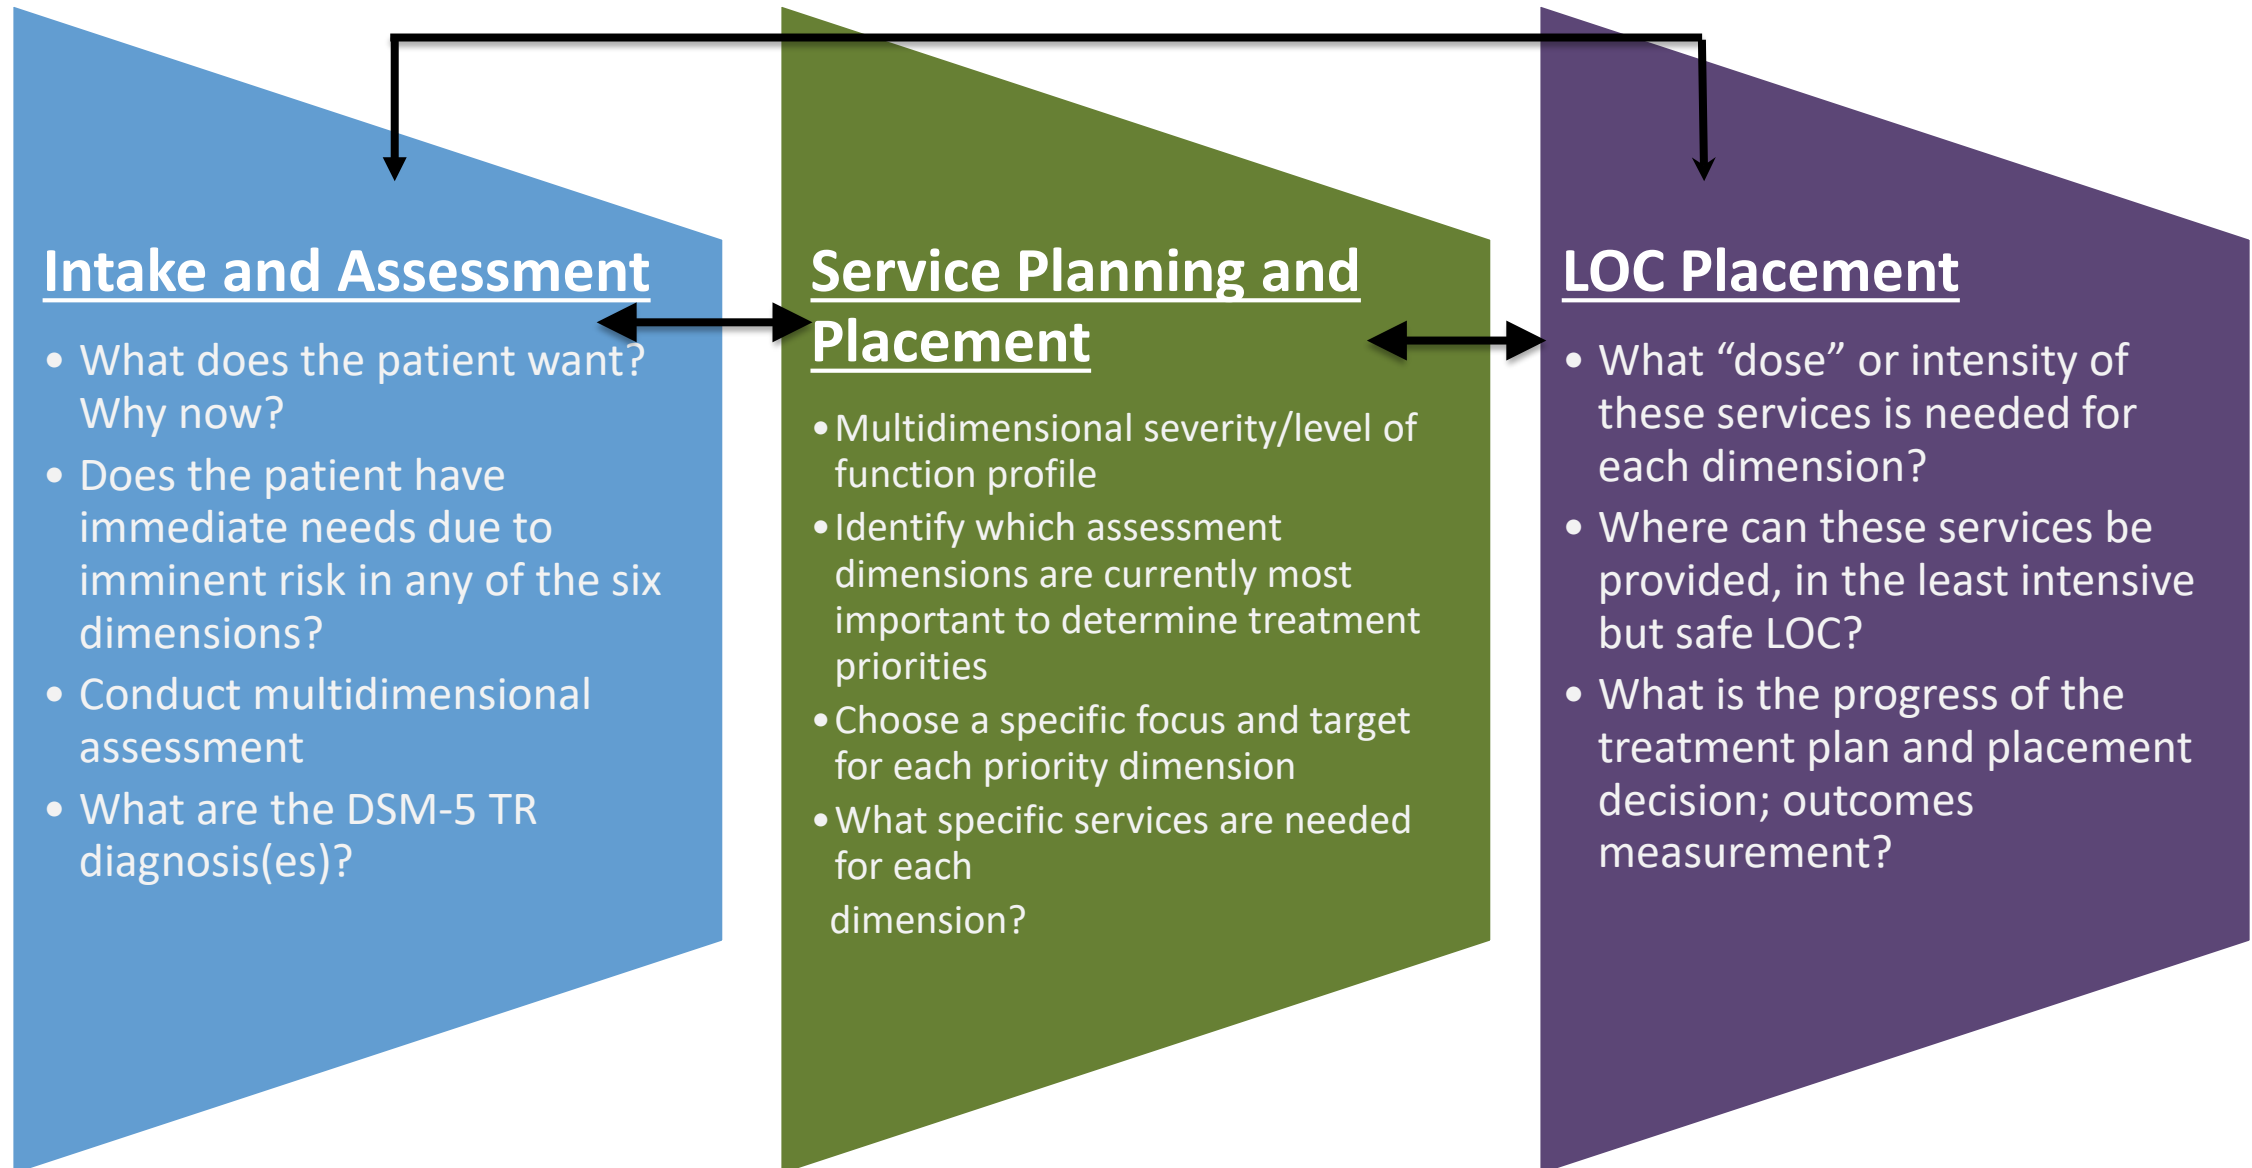 Intake and Assessment
• What does the patient want?
Why now?
• Does the patient have
immediate needs due to
imminent risk in any of the six
dimensions?
• Conduct multidimensional
assessment
• What are the DSM-5 TR
diagnosis(es)?
Service Planning and
Placement
• Multidimensional severity/level of
function profile
• Identify which assessment
dimensions are currently most
important to determine treatment
priorities
• Choose a specific focus and target
for each priority dimension
• What specific services are needed
for each
dimension?
LOC Placement
• What “dose” or intensity of
these services is needed for
each dimension?
• Where can these services be
provided, in the least intensive
but safe LOC?
• What is the progress of the
treatment plan and placement
decision; outcomes
measurement?